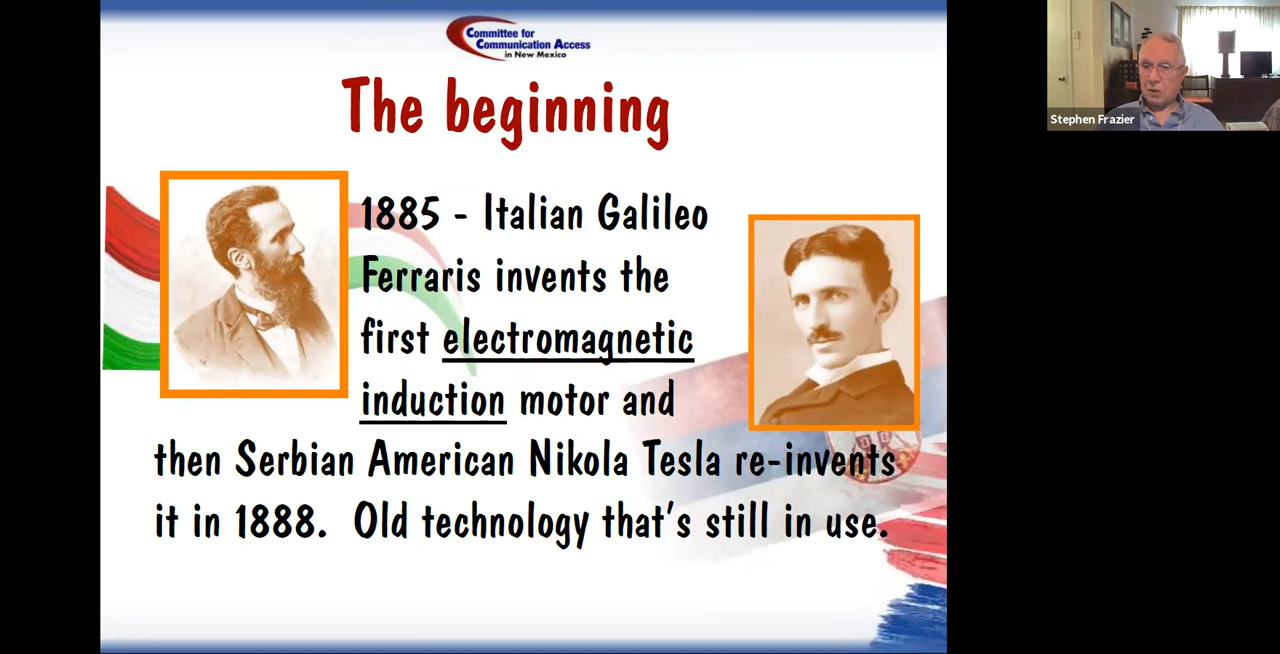 Committee for
Communication Access
in New Mexico
The beginning
1885 - Italian Galileo
Ferraris invents the
first electromagnetic
induction motor and
then Serbian American Nikola Tesla re-invents
it in 1888. Old technology that's still in use.
Stephen Frazier